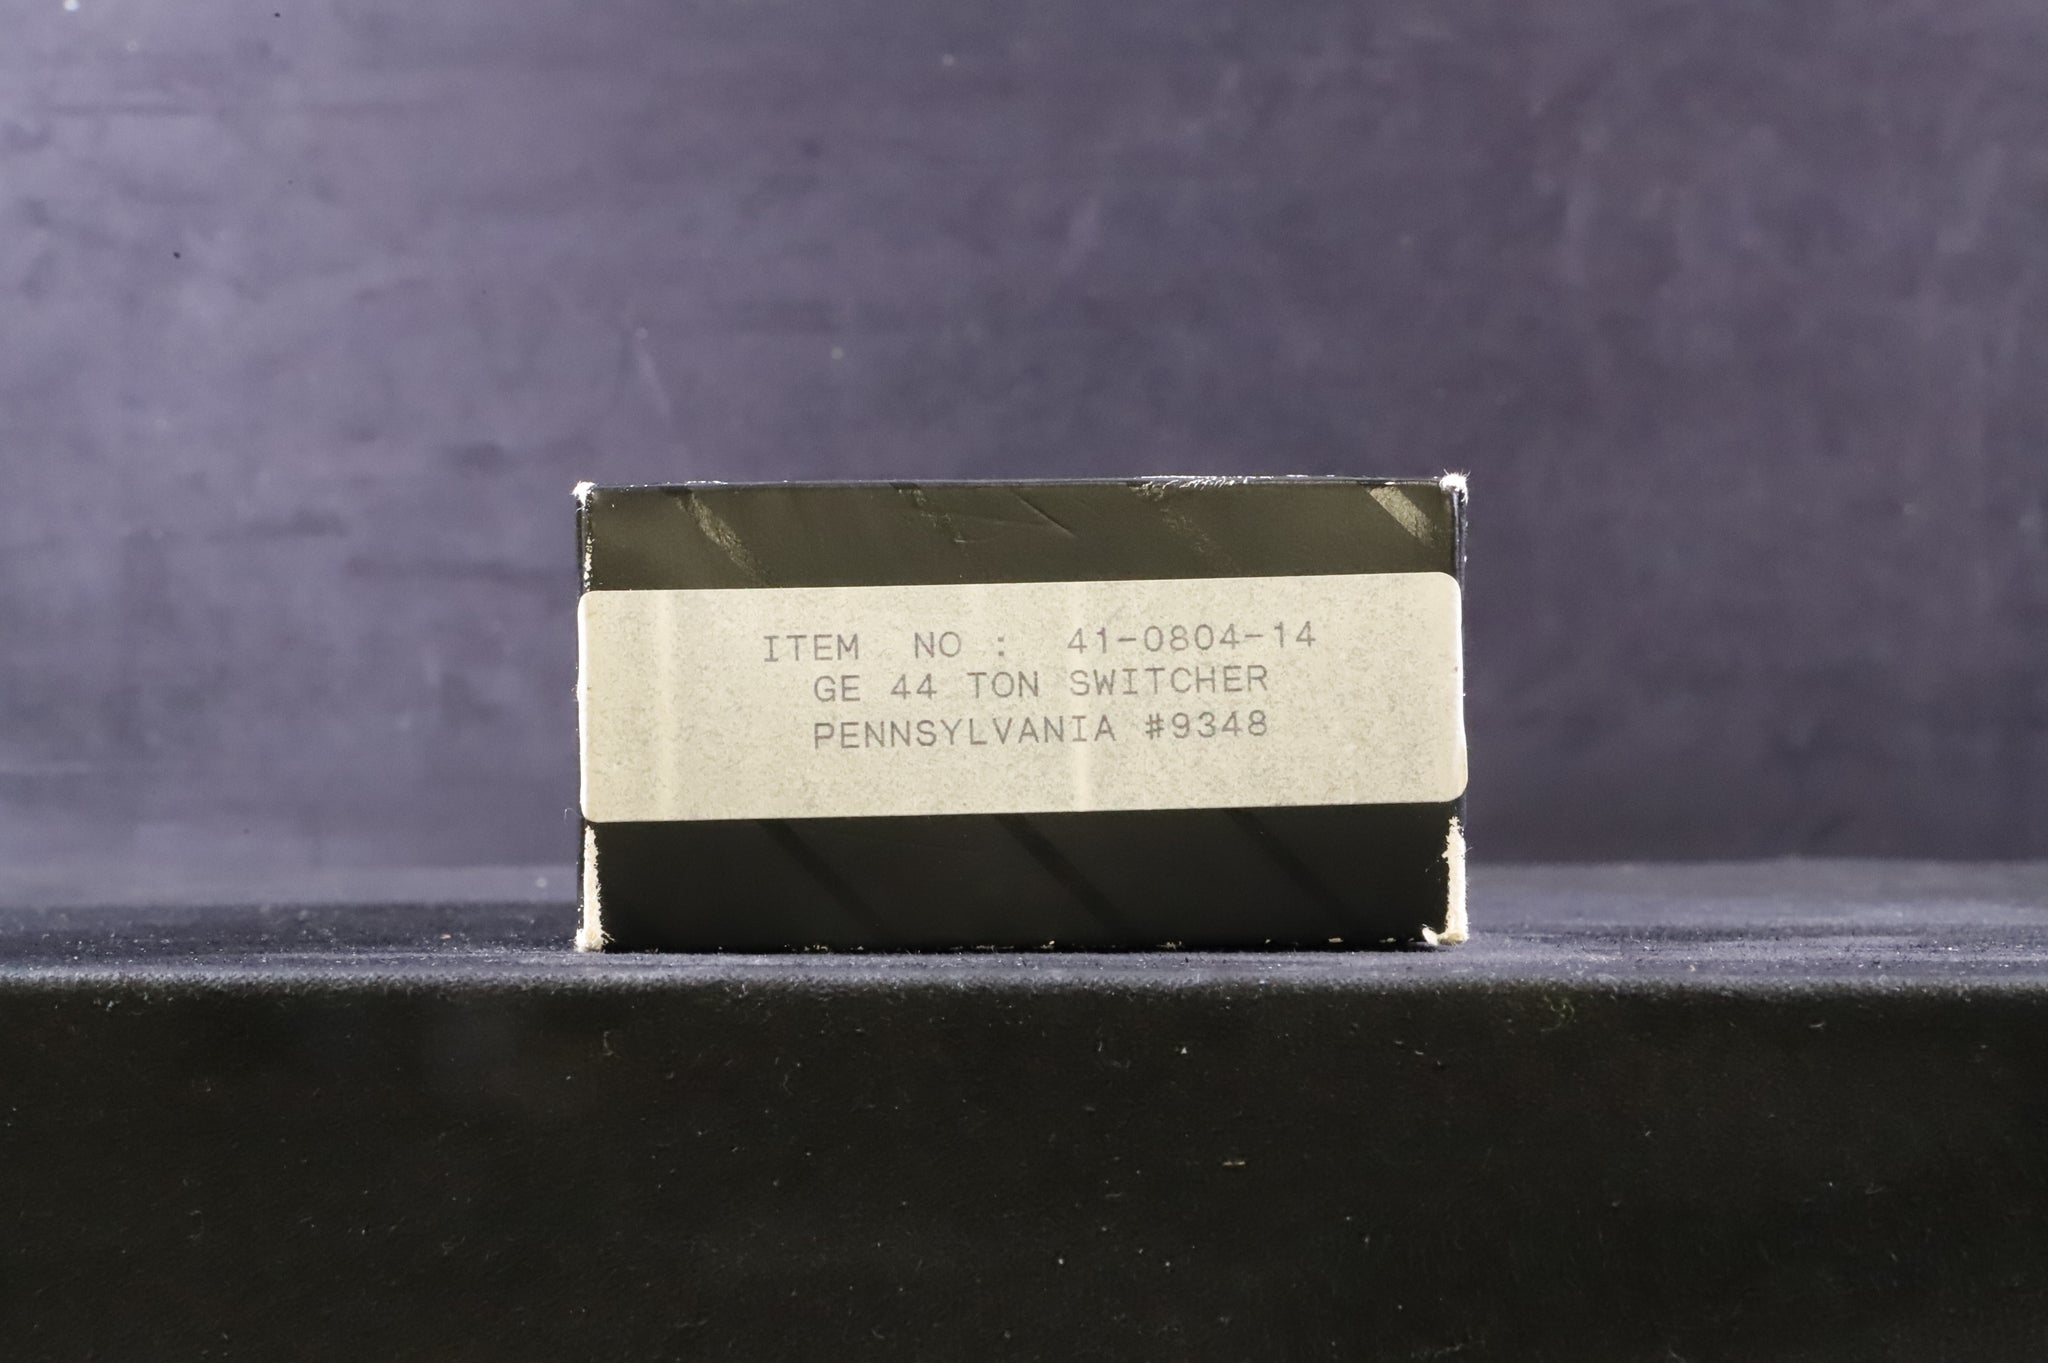 ITEM NO : 41-0804-14
GE 44 TON SWITCHER
PENNSYLVANIA #9348